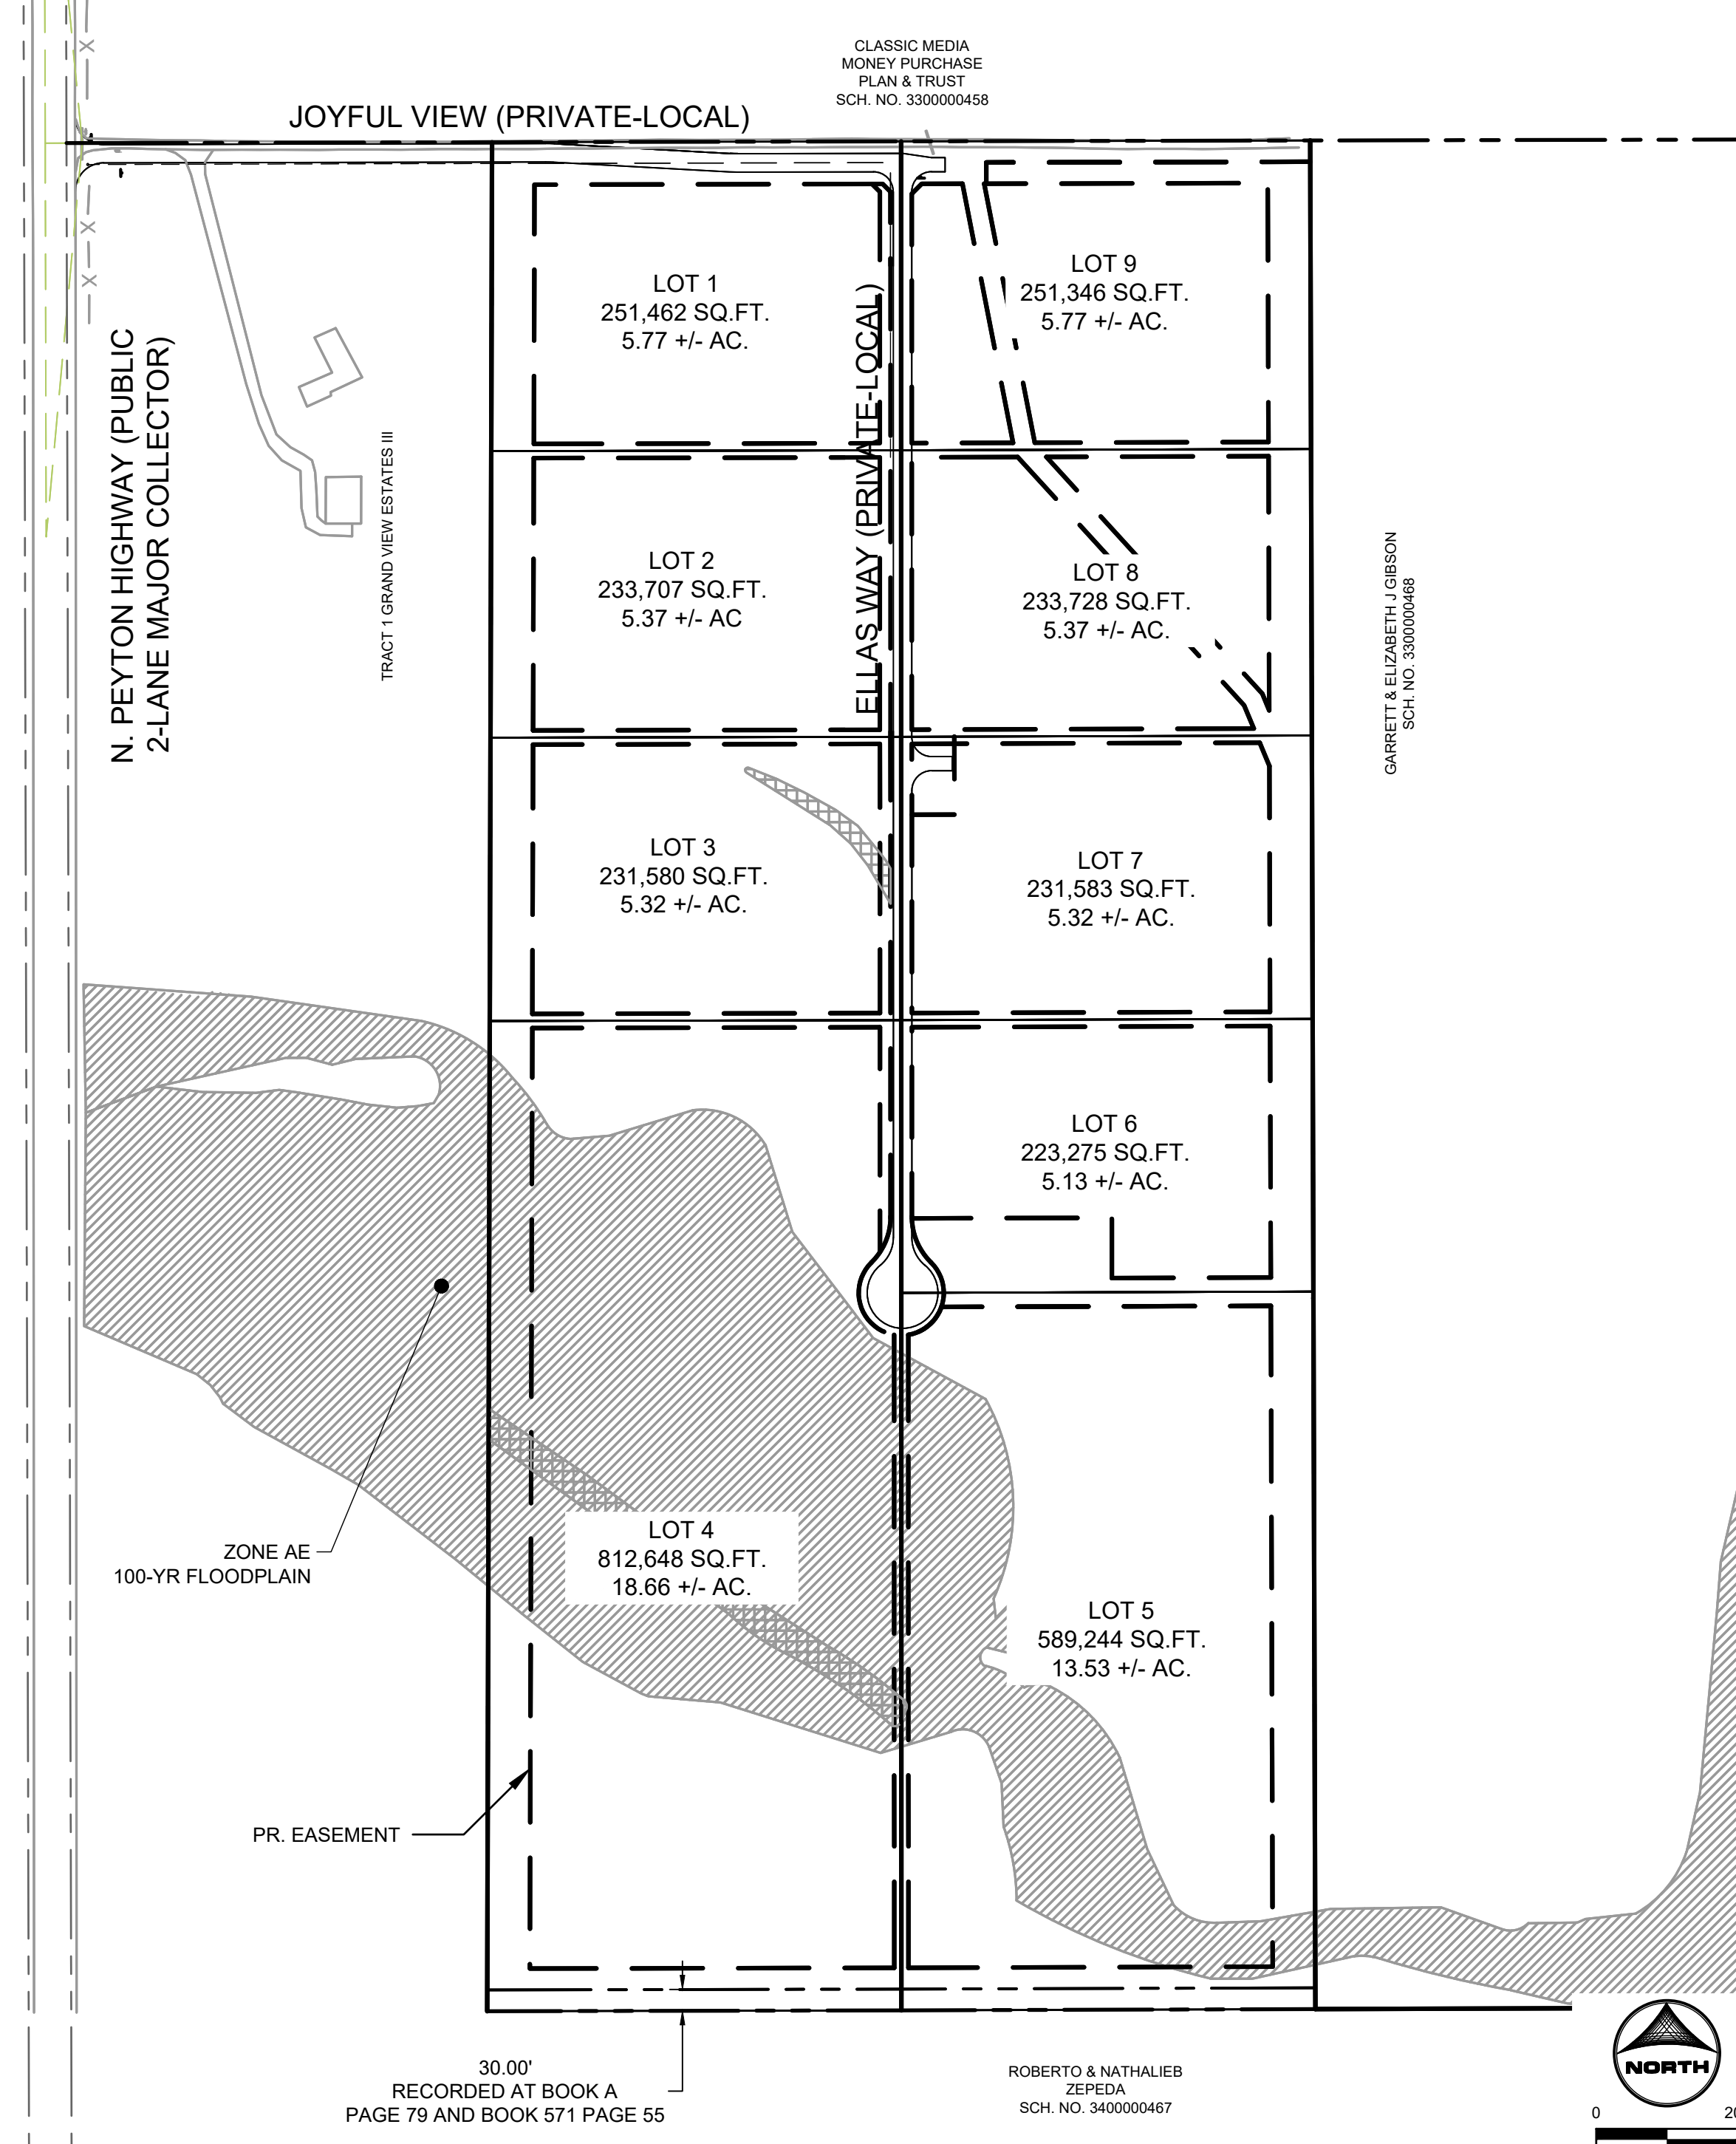 CLASSIC MEDIA
MONEY PURCHASE
PLAN & TRUST
SCH. NO. 3300000458
JOYFUL VIEW (PRIVATE-LOCAL)
N. PEYTON HIGHWAY (PUBLIC
2-LANE MAJOR COLLECTOR)
TRACT 1 GRAND VIEW ESTATES III
LOT 1
251,462 SQ.FT.
5.77 +/- AC.
ELLAS WAY (PRIVATE-LOCAL)
LOT 9
251,346 SQ.FT.
5.77 +/- AC.
LOT 2
233,707 SQ.FT.
5.37 +/- AC
LOT 8
233,728 SQ.FT.
5.37 +/- AC.
GARRETT & ELIZABETH J GIBSON
SCH. NO. 3300000468
LOT 3
231,580 SQ.FT.
5.32 +/- AC.
LOT 7
231,583 SQ.FT.
5.32 +/- AC.
LOT 6
223,275 SQ.FT.
5.13 +/- AC.
ZONE AE
100-YR FLOODPLAIN
LOT 4
812,648 SQ.FT.
18.66 +/- AC.
LOT 5
589,244 SQ.FT.
13.53 +/- AC.
PR. EASEMENT
30.00'
RECORDED AT BOOK A
PAGE 79 AND BOOK 571 PAGE 55
ROBERTO & NATHALIEB
ZEPEDA
SCH. NO. 3400000467
NORTH
0
X
X
X